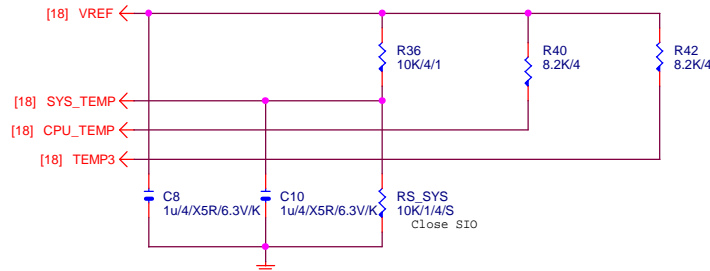 [18] VREF
R36
10K/4/1
R40
8.2K/4
R42
8.2K/4
[18] SYS_TEMP
[18] CPU_TEMP
[18] TEMP3
C8
1u/4/X5R/6.3V/K
C10
1u/4/X5R/6.3V/K
RS_SYS
10K/1/4/S
Close SIO